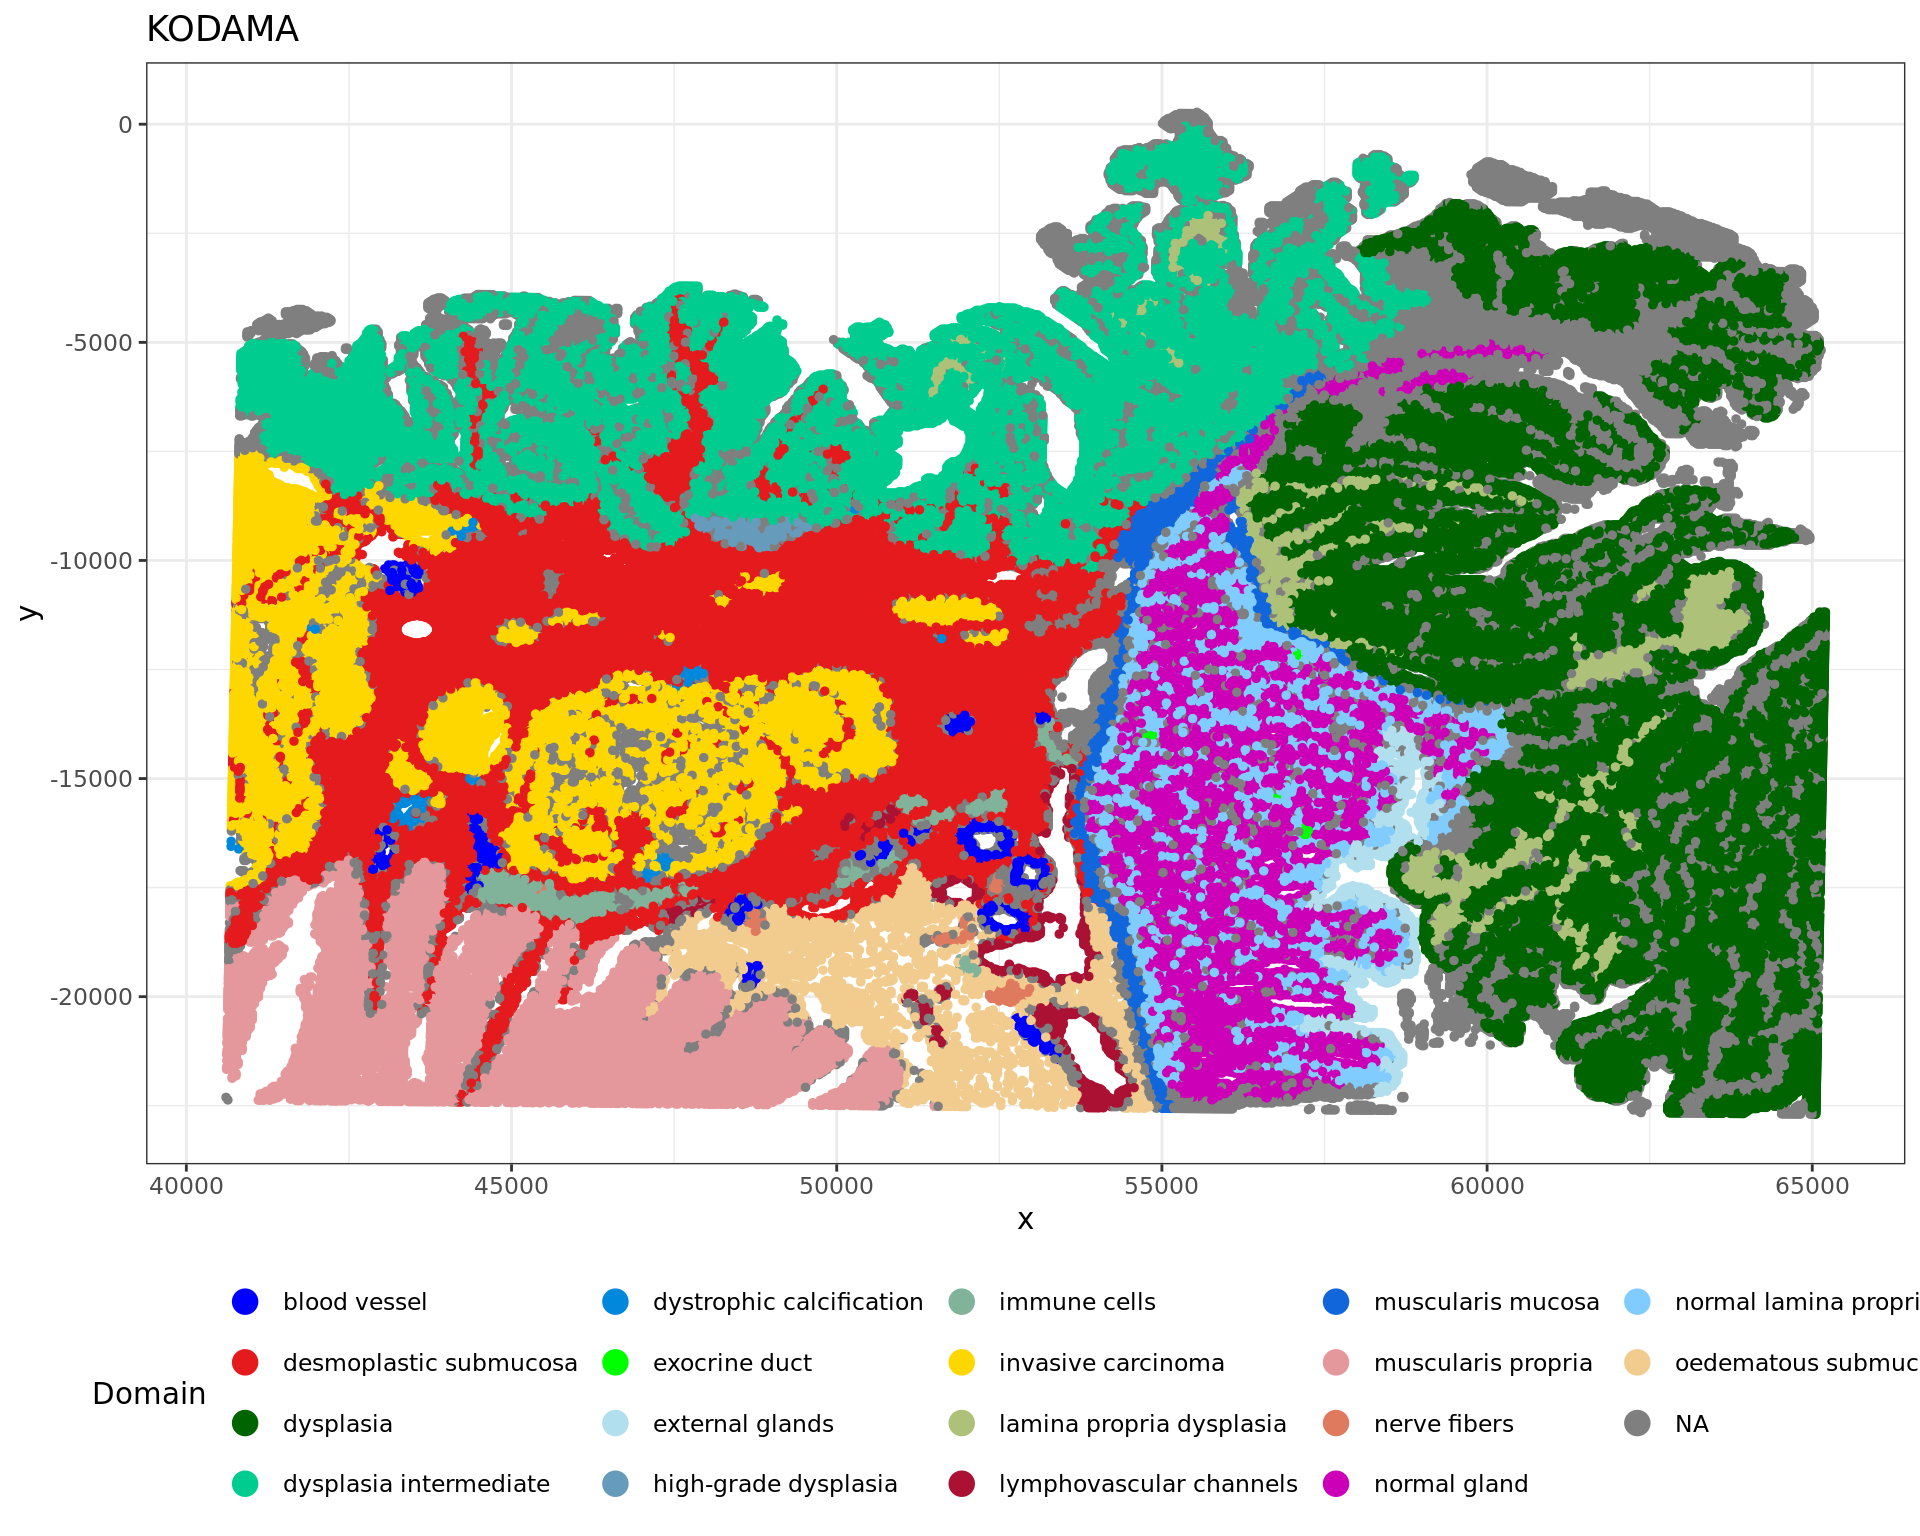 KODAMA
0
-5000
-10000
-15000
-20000
y
40000 45000 50000 55000 60000 65000
x
Domain
blood vessel
desmoplastic submucosa
dysplasia
dysplasia intermediate
dystrophic calcification
exocrine duct
external glands
high-grade dysplasia
immune cells
invasive carcinoma
lamina propria dysplasia
lymphovascular channels
muscularis mucosa
muscularis propria
nerve fibers
normal gland
normal lamina propri
oedematous submuc
NA